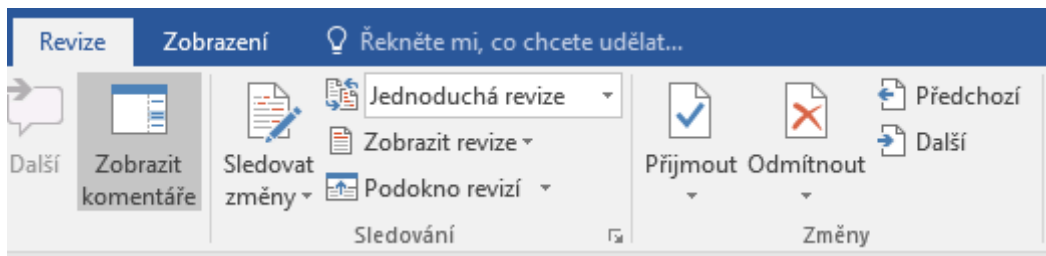 Revize
Zobrazení
Řekněte mi, co chcete udělat...
Další
Zobrazit
komentáře
Sledovat
změny
Jednoduchá revize
Zobrazit revize
Podokno revizí
Sledování
Přijmout
Odmítnout
Předchozí
Další
Změny